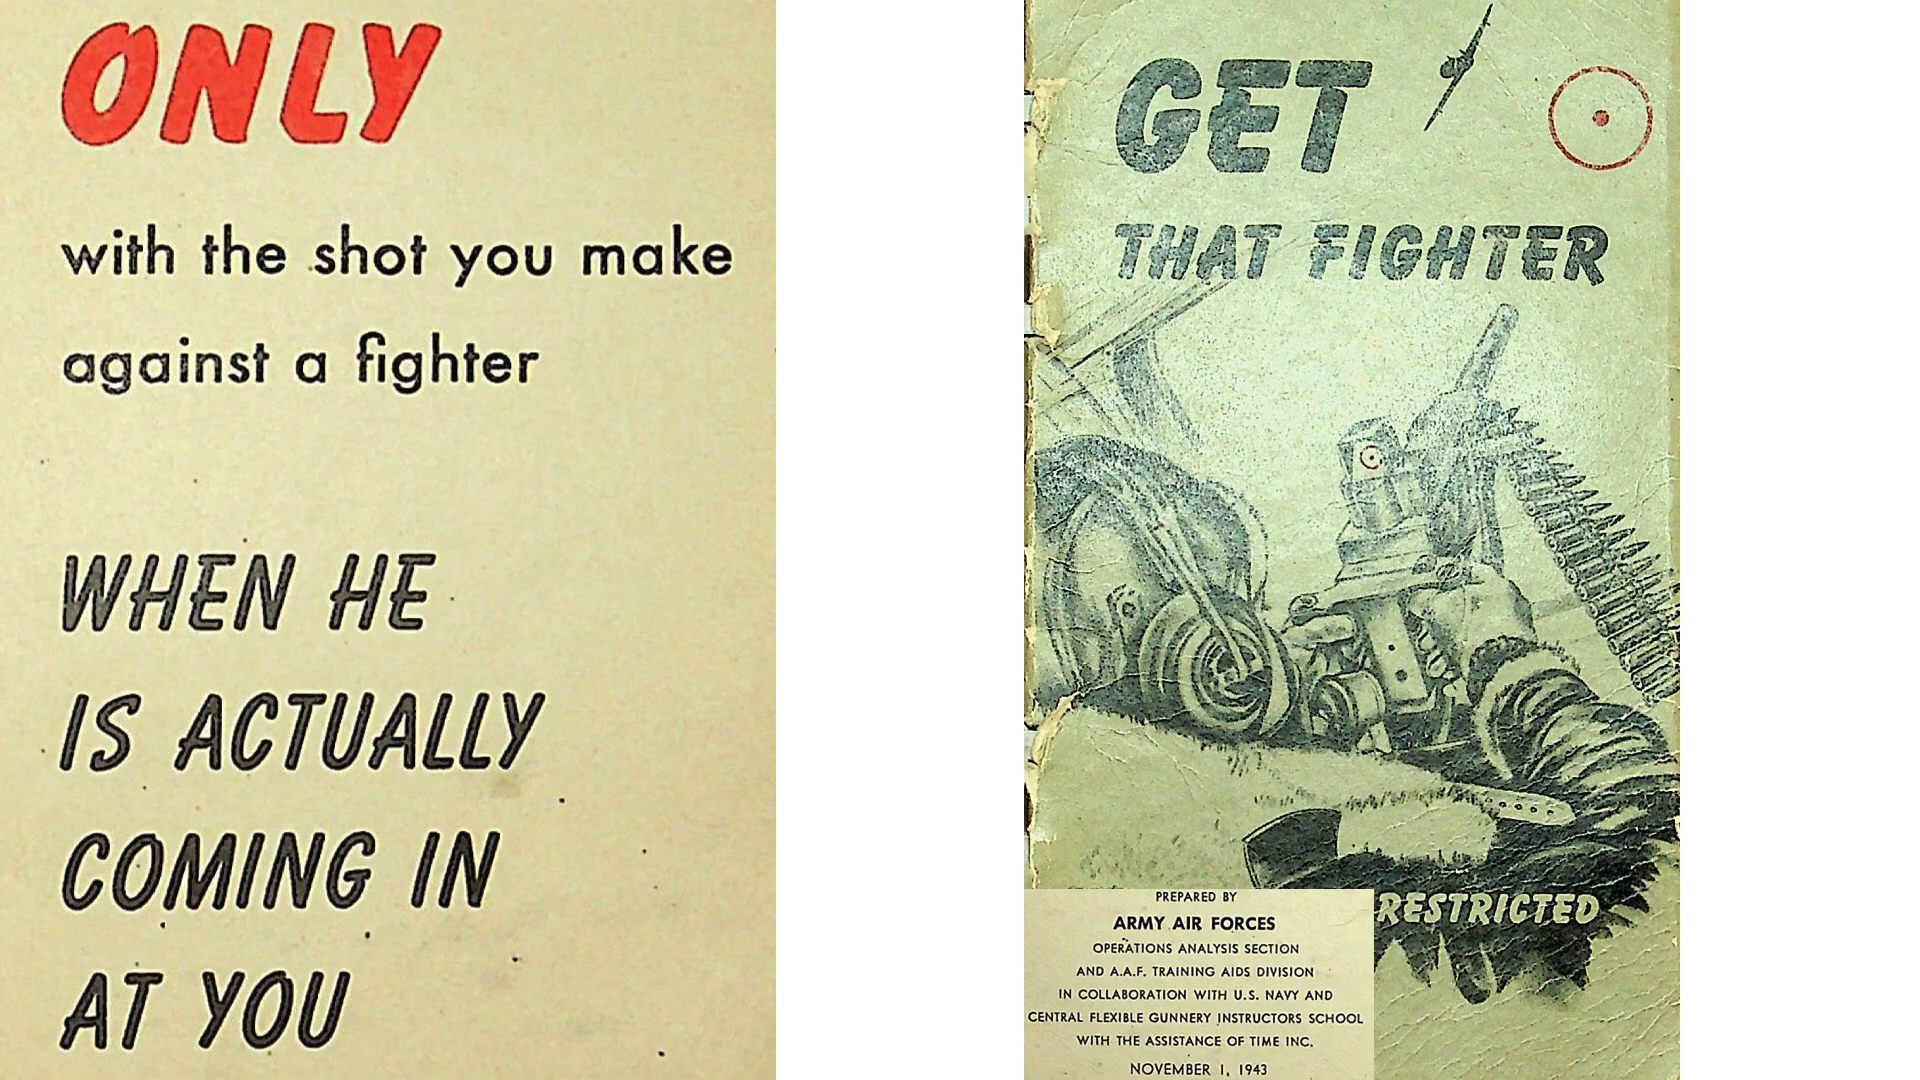 ONLY
with the shot you make
against a fighter
WHEN HE
IS ACTUALLY
COMING IN
AT YOU
GET
THAT FIGHTER
RESTRICTED
PREPARED BY
ARMY AIR FORCES
OPERATIONS ANALYSIS SECTION
AND A.A.F. TRAINING AIDS DIVISION
IN COLLABORATION WITH U.S. NAVY AND
CENTRAL FLEXIBLE GUNNERY INSTRUCTORS SCHOOL
WITH THE ASSISTANCE OF TIME INC.
NOVEMBER 1, 1943